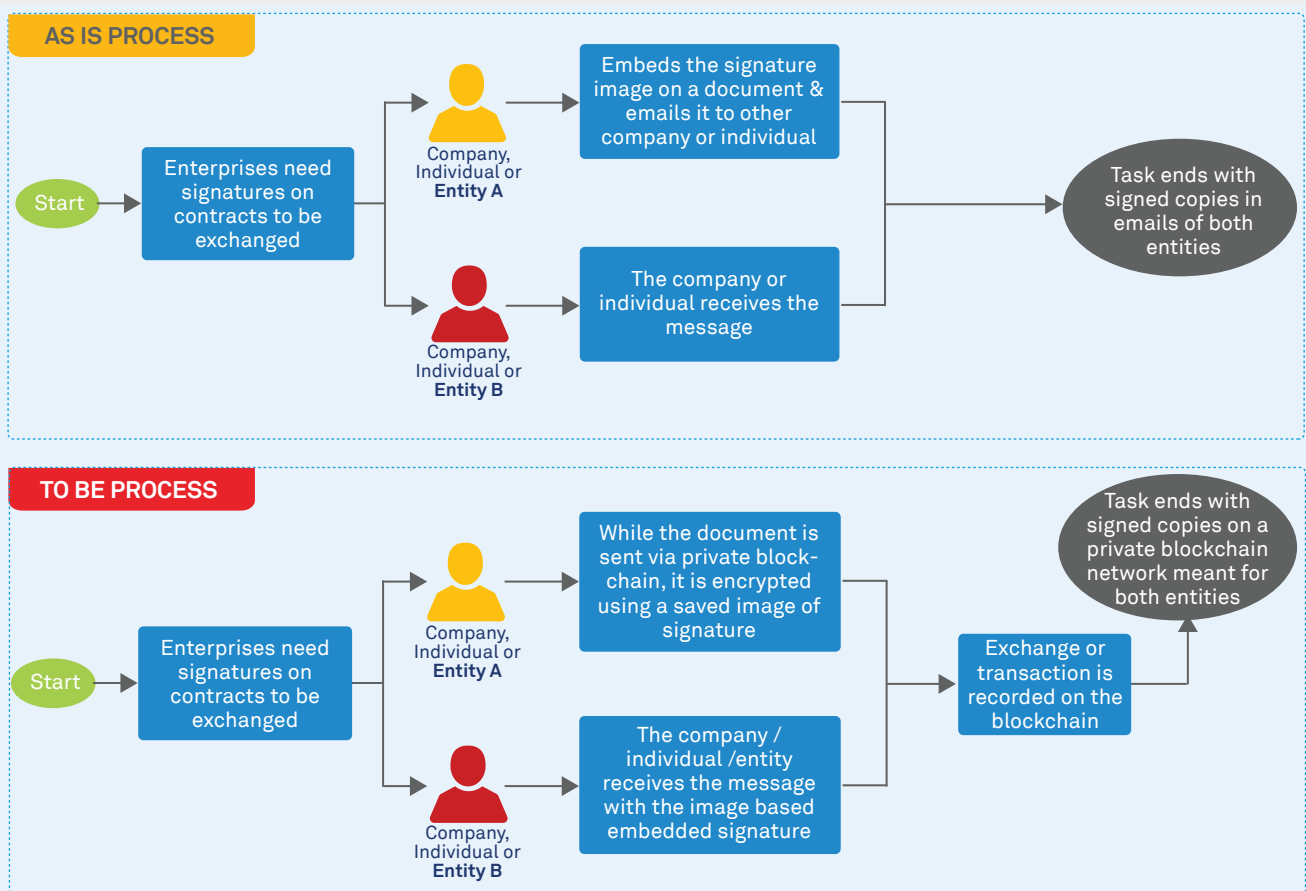 AS IS PROCESS
Start
Enterprises need
signatures on
contracts to be
exchanged
Company,
Individual or
Entity A
Embeds the signature
image on a document &
emails it to other
company or individual
Company,
Individual or
Entity B
The company or
individual receives the
message
Task ends with
signed copies in
emails of both
entities
TO BE PROCESS
Start
Enterprises need
signatures on
contracts to be
exchanged
Company,
Individual or
Entity A
While the document is
sent via private block-
chain, it is encrypted
using a saved image of
signature
Company,
Individual or
Entity B
The company /
individual /entity
receives the message
with the image based
embedded signature
Exchange or
transaction is
recorded on the
blockchain
Task ends with
signed copies on a
private blockchain
network meant for
both entities